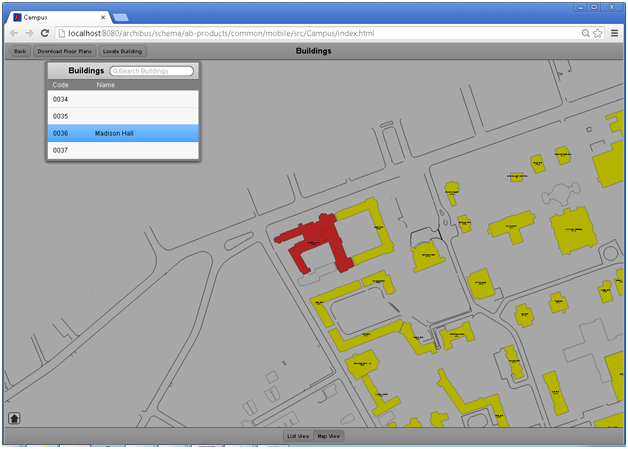 Campus
localhost:8080/archibus/schema/ab-products/common/mobile/src/Campus/index.html
Back Download Floor Plans Locate Building Buildings
Buildings Search Buildings
Code Name
0034
0035
0036 Madison Hall
0037
List View Map View